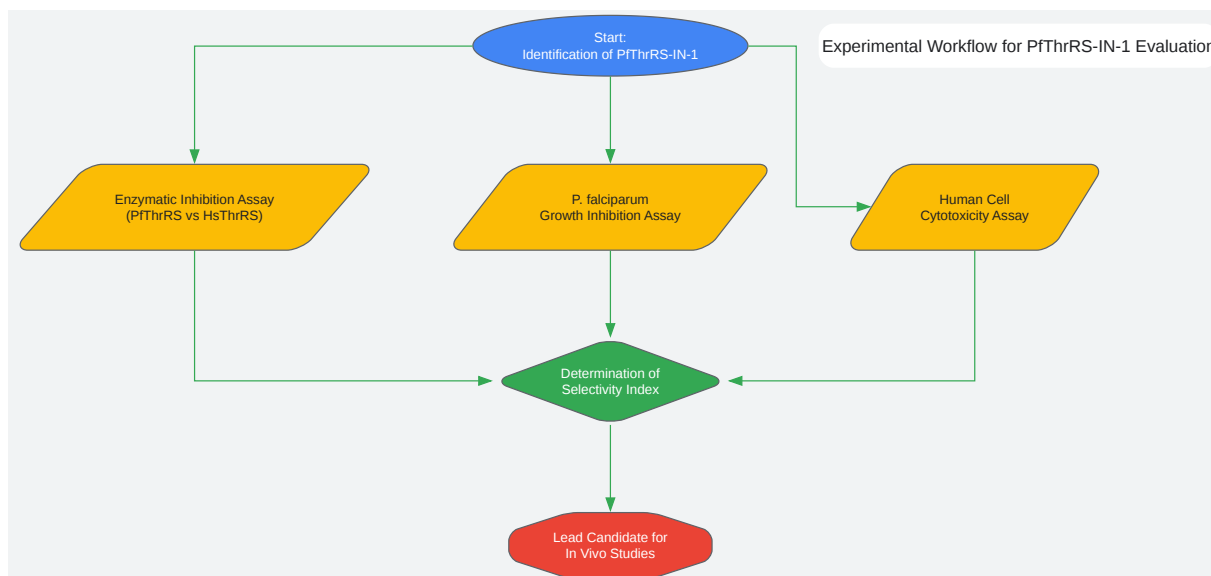 Start:
Identification of PfThrRS-IN-1
Experimental Workflow for PfThrRS-IN-1 Evaluation
Enzymatic Inhibition Assay
(PfThrRS vs HsThrRS)
P. falciparum
Growth Inhibition Assay
Human Cell
Cytotoxicity Assay
Determination of
Selectivity Index
Lead Candidate for
In Vivo Studies